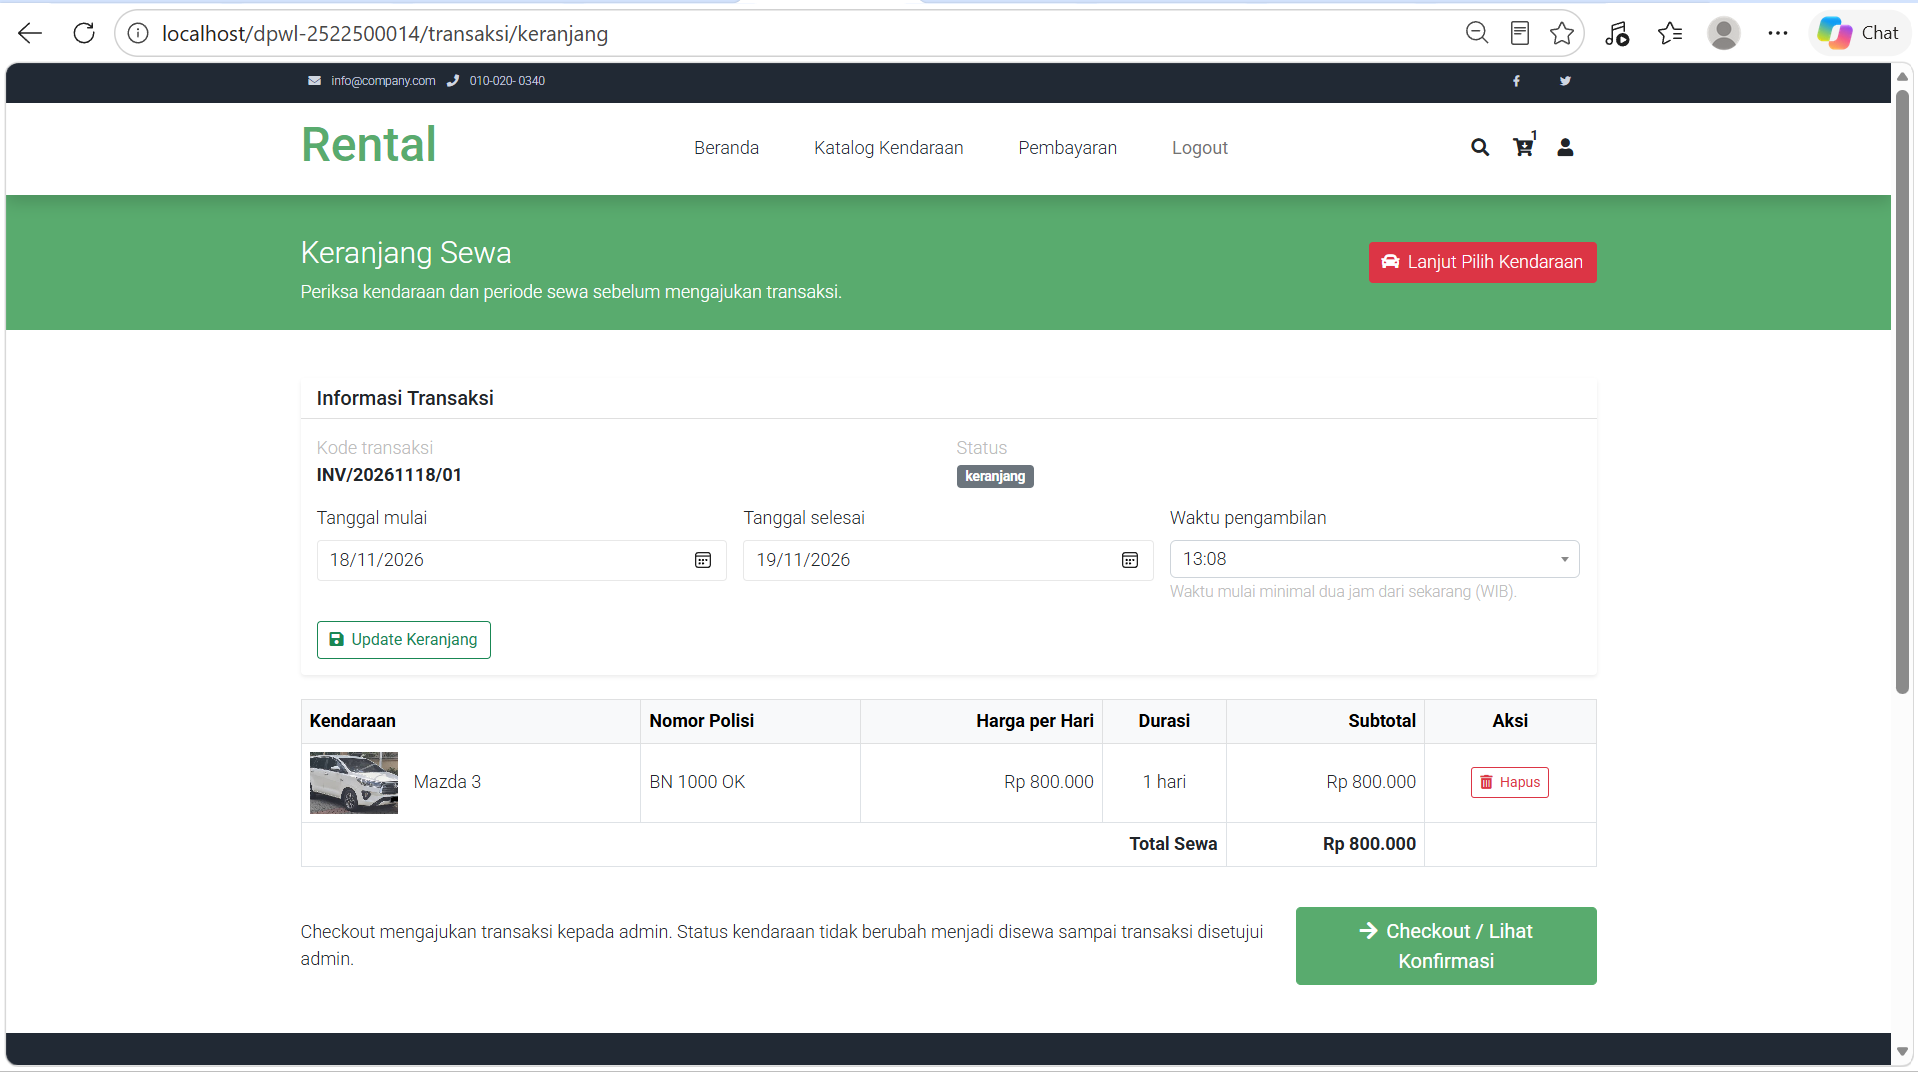 localhost/dpwl-2522500014/transaksi/keranjang
Chat
info@company.com 010-020- 0340
Rental
Beranda Katalog Kendaraan Pembayaran Logout
1
Keranjang Sewa
Periksa kendaraan dan periode sewa sebelum mengajukan transaksi.
Lanjut Pilih Kendaraan
Informasi Transaksi
Kode transaksi Status
INV/20261118/01 keranjang
Tanggal mulai Tanggal selesai Waktu pengambilan
18/11/2026 19/11/2026 13:08
Waktu mulai minimal dua jam dari sekarang (WIB).
Update Keranjang
Kendaraan Nomor Polisi Harga per Hari Durasi Subtotal Aksi
Mazda 3 BN 1000 OK Rp 800.000 1 hari Rp 800.000 Hapus
Total Sewa Rp 800.000
Checkout mengajukan transaksi kepada admin. Status kendaraan tidak berubah menjadi disewa sampai transaksi disetujui
admin.
Checkout / Lihat
Konfirmasi